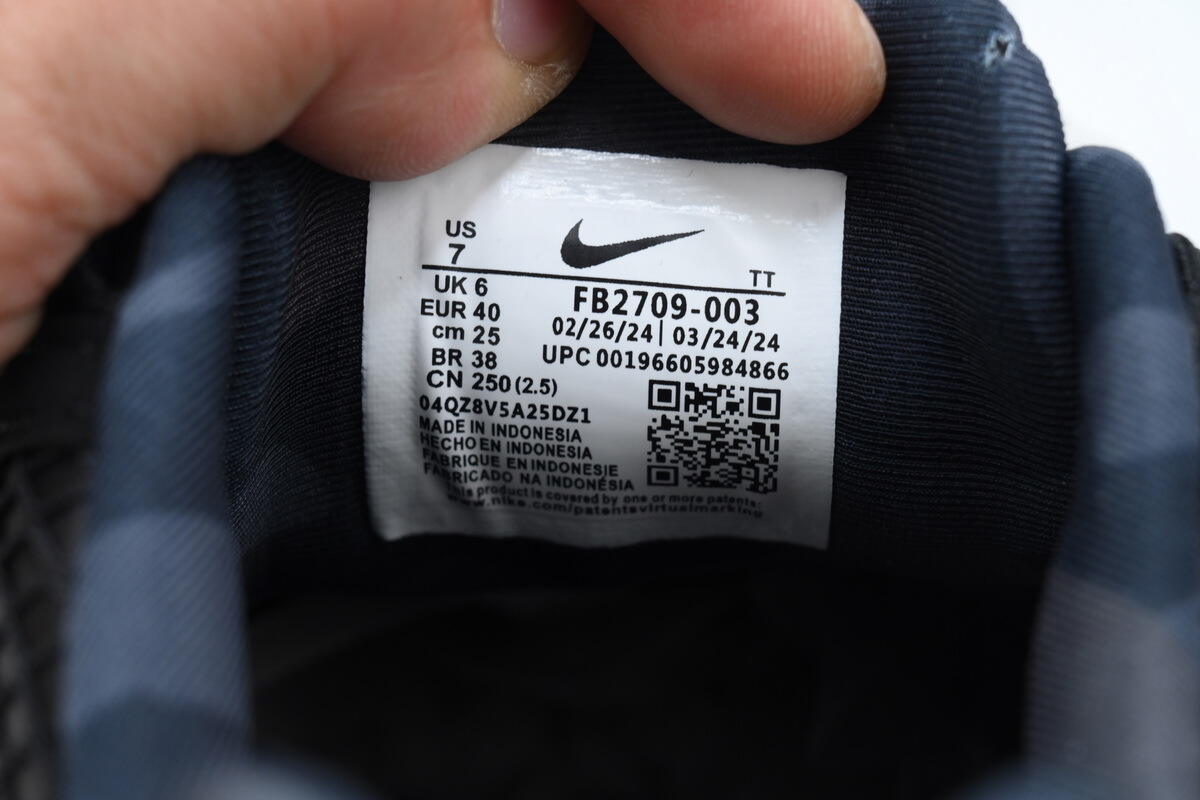 US
7
TT
UK 6
EUR 40
cm 25
BR 38
CN 250 (2.5)
FB2709-003
02/26/24 | 03/24/24
UPC 00196605984866
04QZ8V5A25DZ1
MADE IN INDONESIA
HECHO EN INDONESIA
FABRIQUE EN INDONESIE
FABRICADO NA INDONÉSIA
This product is covered by one or more patents:
www.nike.com/patentsvirtualmarking